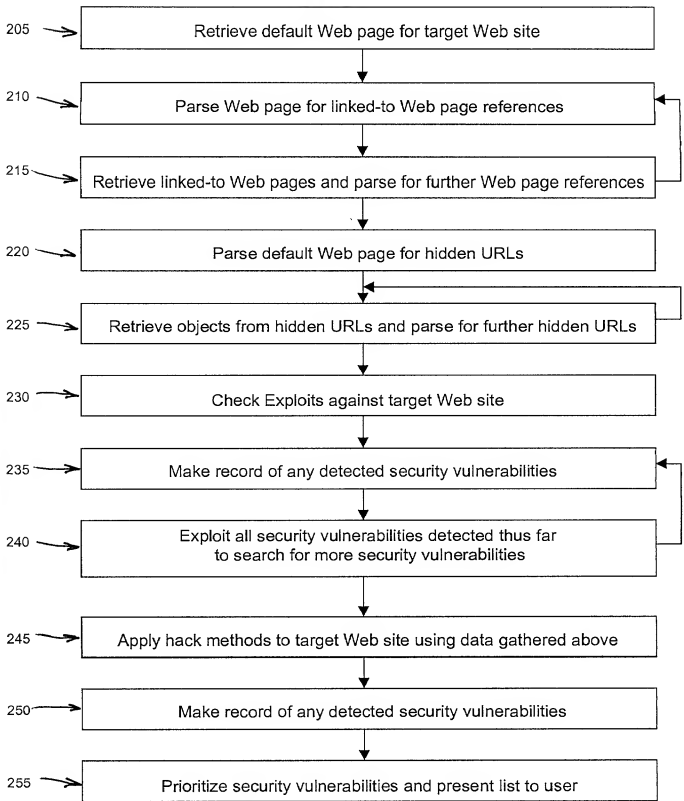 205
Retrieve default Web page for target Web site
210
Parse Web page for linked-to Web page references
215
Retrieve linked-to Web pages and parse for further Web page references
220
Parse default Web page for hidden URLs
225
Retrieve objects from hidden URLs and parse for further hidden URLs
230
Check Exploits against target Web site
235
Make record of any detected security vulnerabilities
240
Exploit all security vulnerabilities detected thus far
to search for more security vulnerabilities
245
Apply hack methods to target Web site using data gathered above
250
Make record of any detected security vulnerabilities
255
Prioritize security vulnerabilities and present list to user